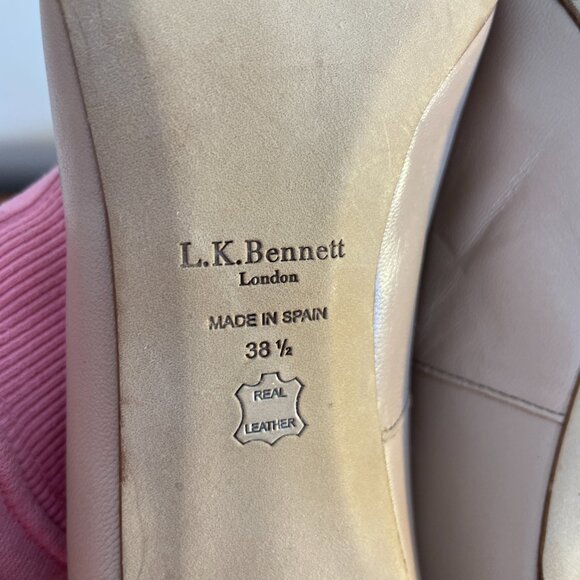 L.K.Bennett
London
MADE IN SPAIN
38 ½
REAL
LEATHER